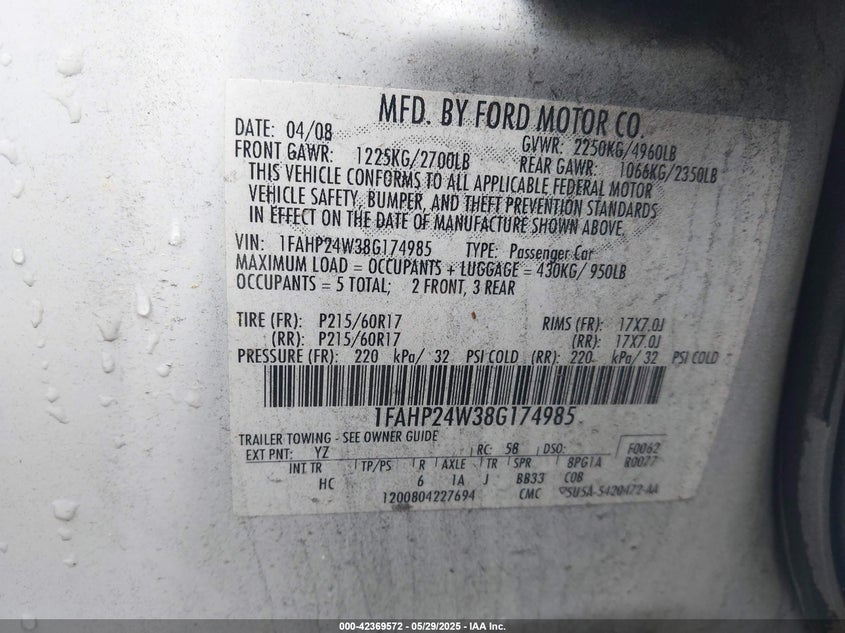 MFD. BY FORD MOTOR CO.
DATE: 04/08 GVWR: 2250KG/4960LB
FRONT GAWR: 1225KG/2700LB REAR GAWR: 1066KG/2350LB
THIS VEHICLE CONFORMS TO ALL APPLICABLE FEDERAL MOTOR
VEHICLE SAFETY, BUMPER, AND THEFT PREVENTION STANDARDS
IN EFFECT ON THE DATE OF MANUFACTURE SHOWN ABOVE.
VIN: 1FAHP24W38G174985 TYPE: Passenger Car
MAXIMUM LOAD = OCCUPANTS + LUGGAGE = 430KG/ 950LB
OCCUPANTS = 5 TOTAL; 2 FRONT, 3 REAR
TIRE (FR): P215/60R17 RIMS (FR): 17X7.0J
(RR): P215/60R17 (RR): 17X7.0J
PRESSURE (FR): 220 kPa/ 32 PSI COLD (RR): 220 kPa/ 32 PSI COLD
1FAHP24W38G174985
TRAILER TOWING - SEE OWNER GUIDE
EXT PNT: YZ RC: 58 DSO: F0062
INT TR TP/PS R AXLE TR SPR 8PG1A R0077
HC 6 1A J BB33 C0B
1200804227694 CMC
000-42369572 — 05/29/2025 — IAA Inc.